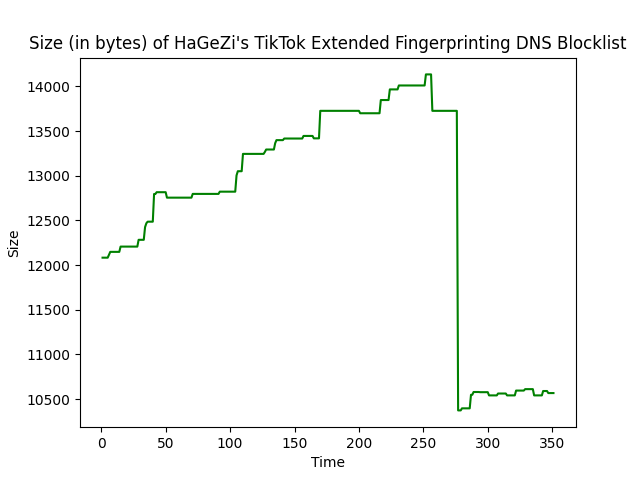 Size (in bytes) of HaGeZi's TikTok Extended Fingerprinting DNS Blocklist
14000
13500
13000
12500
12000
11500
11000
10500
Size
0 50 100 150 200 250 300 350
Time